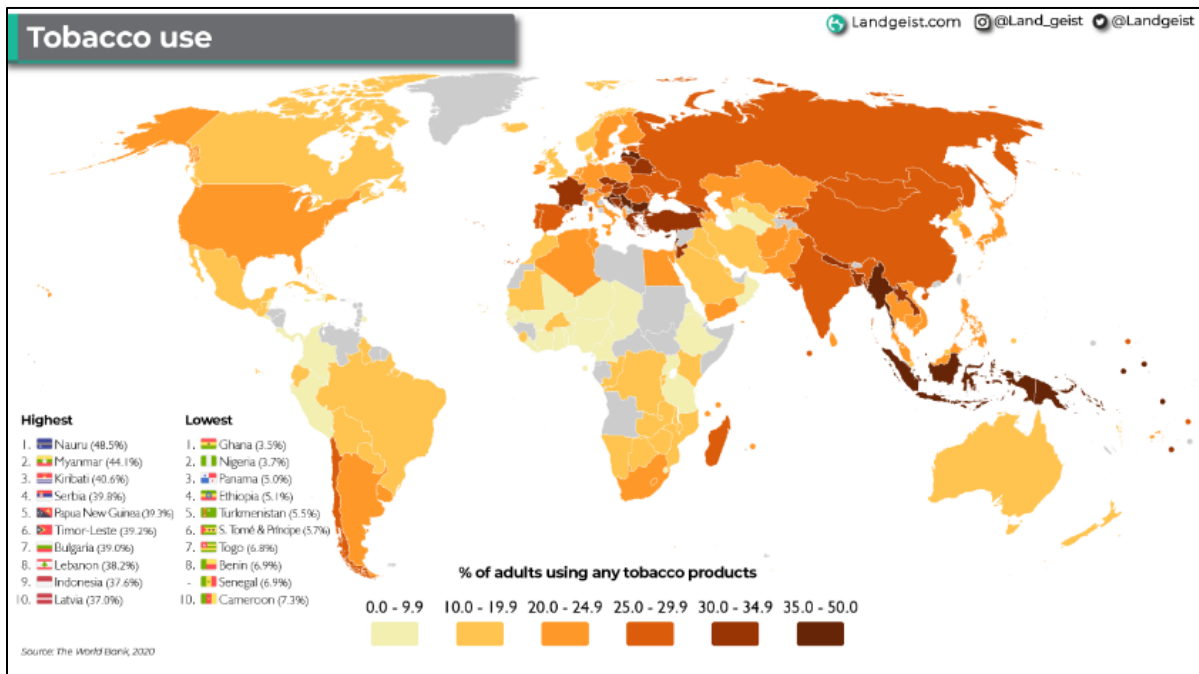 Tobacco use
Landgeist.com @Land_geist @Landgeist
Highest
1. Nauru (48.5%)
2. Myanmar (44.1%)
3. Kiribati (40.6%)
4. Serbia (39.8%)
5. Papua New Guinea (39.3%)
6. Timor-Leste (39.2%)
7. Bulgaria (39.0%)
8. Lebanon (38.2%)
9. Indonesia (37.6%)
10. Latvia (37.0%)
Lowest
1. Ghana (3.5%)
2. Nigeria (3.7%)
3. Panama (5.0%)
4. Ethiopia (5.1%)
5. Turkmenistan (5.5%)
6. S. Tomé & Príncipe (5.7%)
7. Togo (6.8%)
8. Benin (6.9%)
- Senegal (6.9%)
10. Cameroon (7.3%)
% of adults using any tobacco products
0.0 - 9.9 10.0 - 19.9 20.0 - 24.9 25.0 - 29.9 30.0 - 34.9 35.0 - 50.0
Source: The World Bank, 2020